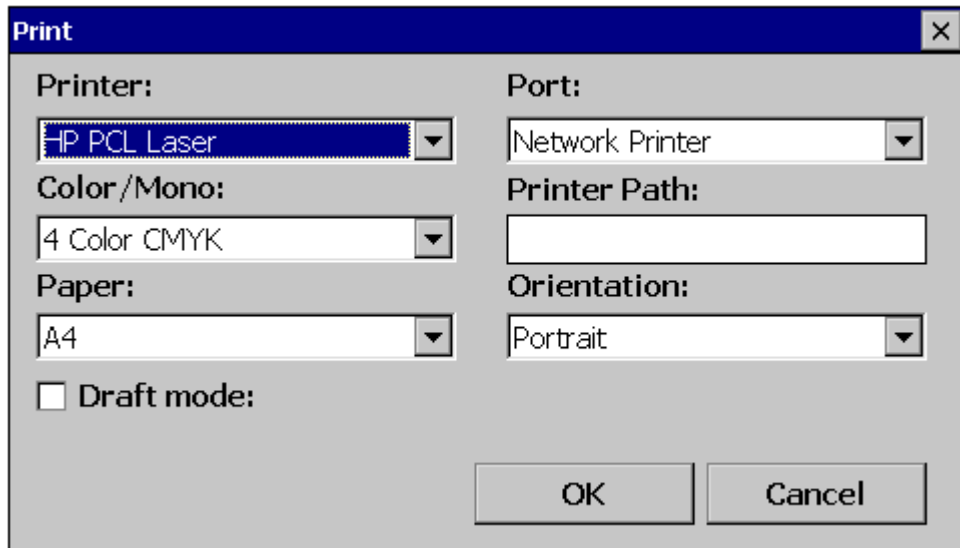 Print
Printer:
Port:
HP PCL Laser
Network Printer
Color/Mono:
Printer Path:
4 Color CMYK
Paper:
Orientation:
A4
Portrait
Draft mode:
OK
Cancel